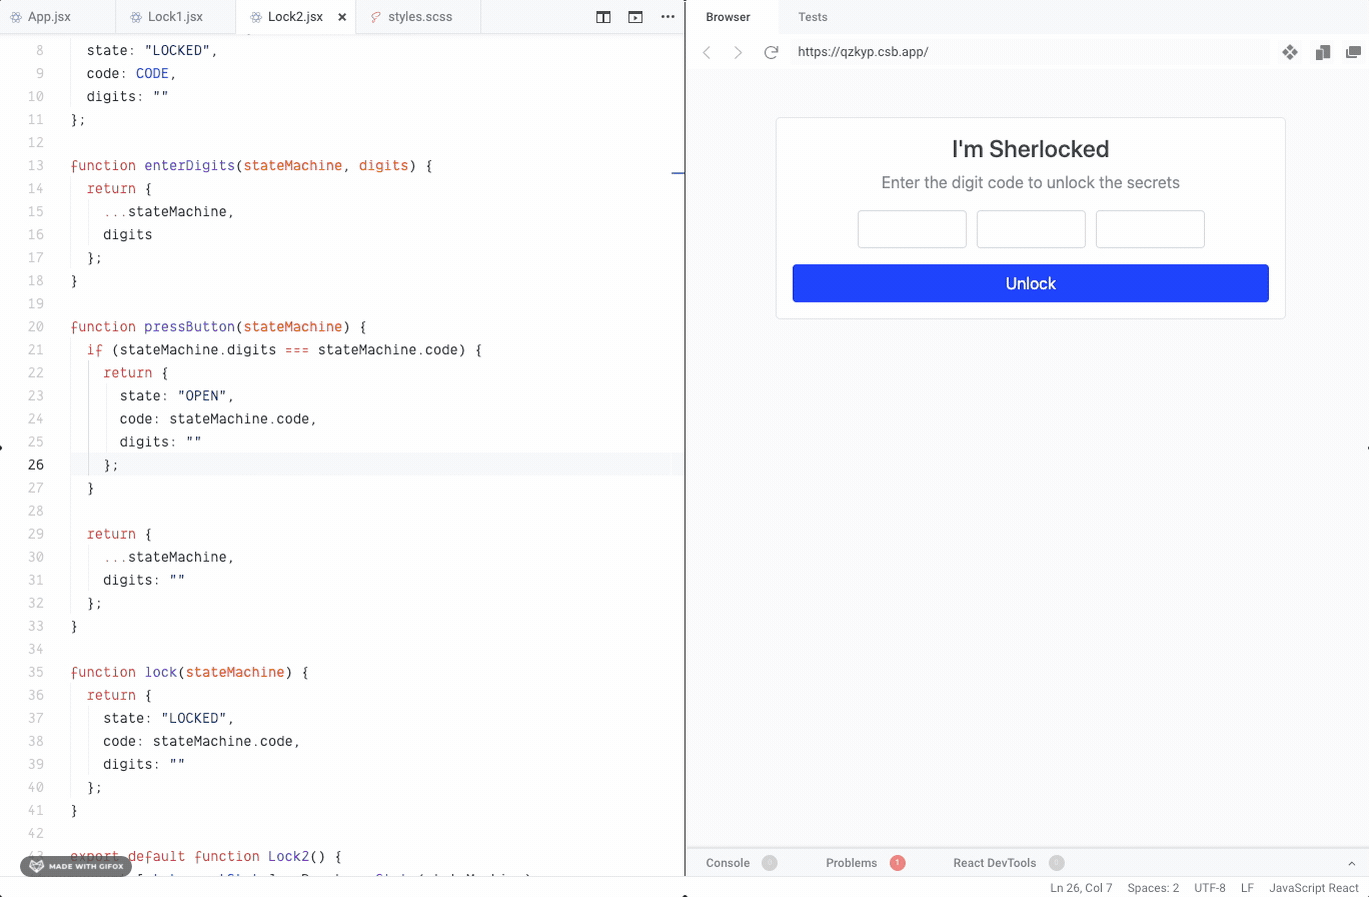 App.jsx
Lock1.jsx
Lock2.jsx
styles.scss
8 state: "LOCKED",
9 code: CODE,
10 digits: ""
11 };
12
13 function enterDigits(stateMachine, digits) {
14 return {
15 ...stateMachine,
16 digits
17 };
18 }
19
20 function pressButton(stateMachine) {
21 if (stateMachine.digits === stateMachine.code) {
22 return {
23 state: "OPEN",
24 code: stateMachine.code,
25 digits: ""
26 };
27 }
28
29 return {
30 ...stateMachine,
31 digits: ""
32 };
33 }
34
35 function lock(stateMachine) {
36 return {
37 state: "LOCKED",
38 code: stateMachine.code,
39 digits: ""
40 };
41 }
42
export default function Lock2() {
MADE WITH GIFOX
Browser
Tests
https://qzkyp.csb.app/
I'm Sherlocked
Enter the digit code to unlock the secrets
Unlock
Console
Problems 1
React DevTools
Ln 26, Col 7 Spaces: 2 UTF-8 LF JavaScript React